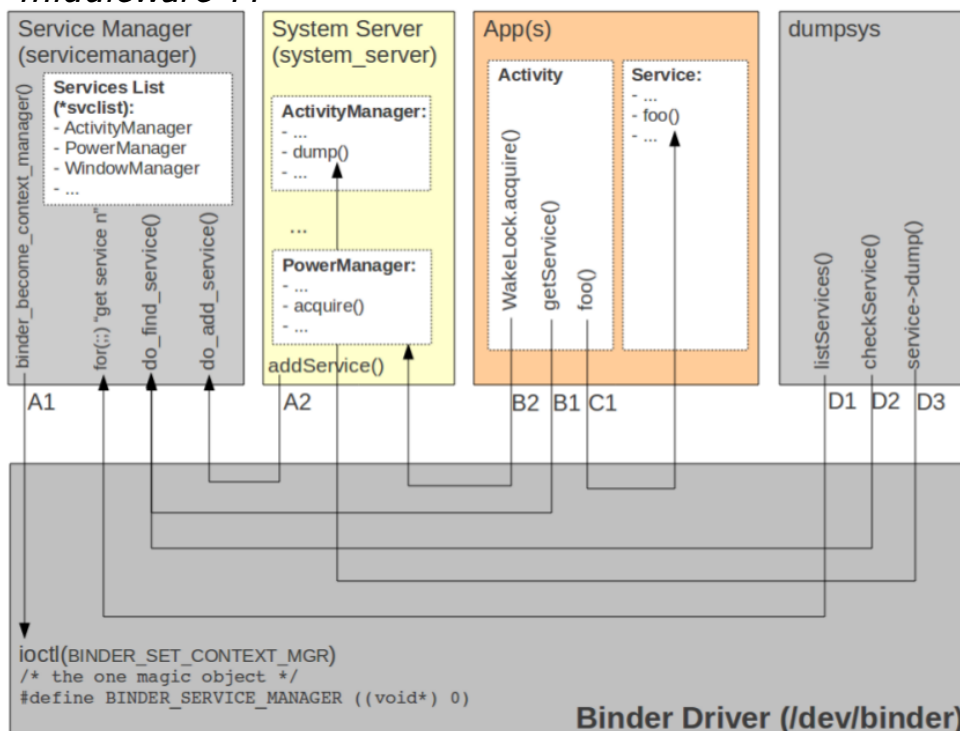 Service Manager
(servicemanager)
binder_become_context_manager()
Services List
(*svclist):
- ActivityManager
- PowerManager
- WindowManager
- ...
for(;;) "get service n"
do_find_service()
do_add_service()
System Server
(system_server)
ActivityManager:
- ...
- dump()
- ...
...
PowerManager:
- ...
- acquire()
- ...
addService()
App(s)
Activity
WakeLock.acquire()
getService()
foo()
Service:
- ...
- foo()
- ...
dumpsys
listServices()
checkService()
service->dump()
A1
A2
B2
B1
C1
D1
D2
D3
ioctl(BINDER_SET_CONTEXT_MGR)
/* the one magic object */
#define BINDER_SERVICE_MANAGER ((void*) 0)
Binder Driver (/dev/binder)